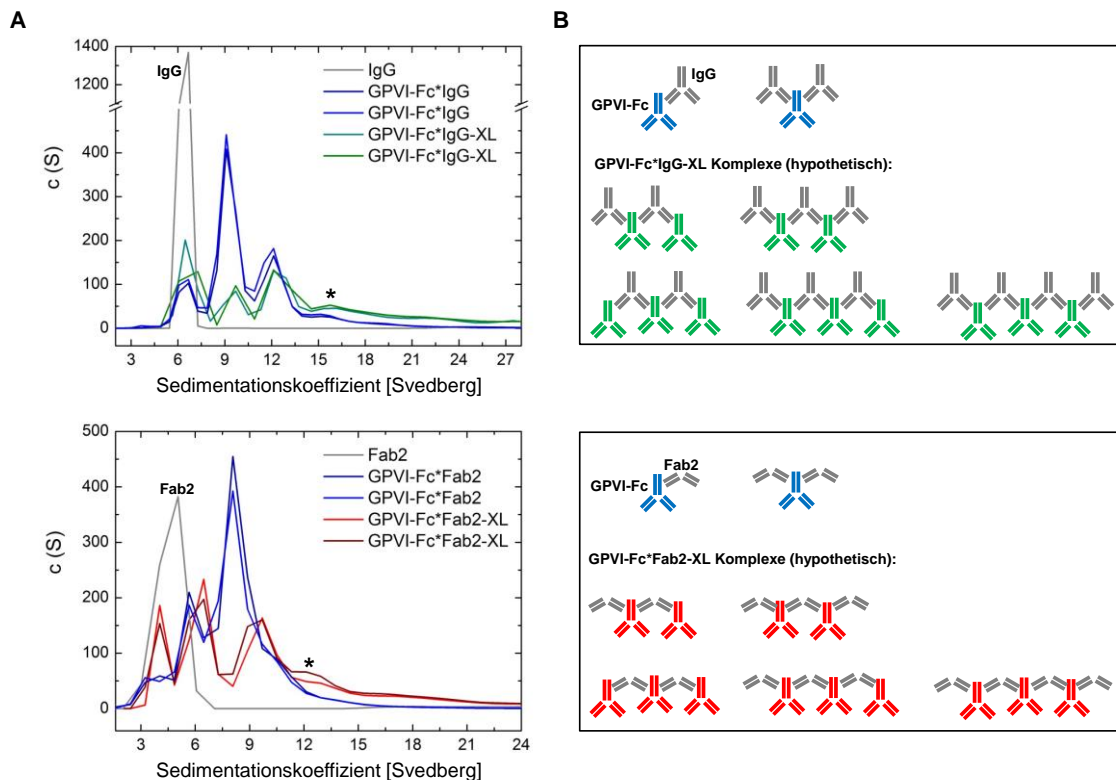 A
1400
1200
400
300
200
100
0
c (S)
IgG
IgG
GPVI-Fc*IgG
GPVI-Fc*IgG
GPVI-Fc*IgG-XL
GPVI-Fc*IgG-XL
*
3 6 9 12 15 18 21 24 27
Sedimentationskoeffizient [Svedberg]
500
400
300
200
100
0
c (S)
Fab2
Fab2
GPVI-Fc*Fab2
GPVI-Fc*Fab2
GPVI-Fc*Fab2-XL
GPVI-Fc*Fab2-XL
*
3 6 9 12 15 18 21 24
Sedimentationskoeffizient [Svedberg]
B
IgG
GPVI-Fc
GPVI-Fc*IgG-XL Komplexe (hypothetisch):
Fab2
GPVI-Fc
GPVI-Fc*Fab2-XL Komplexe (hypothetisch):